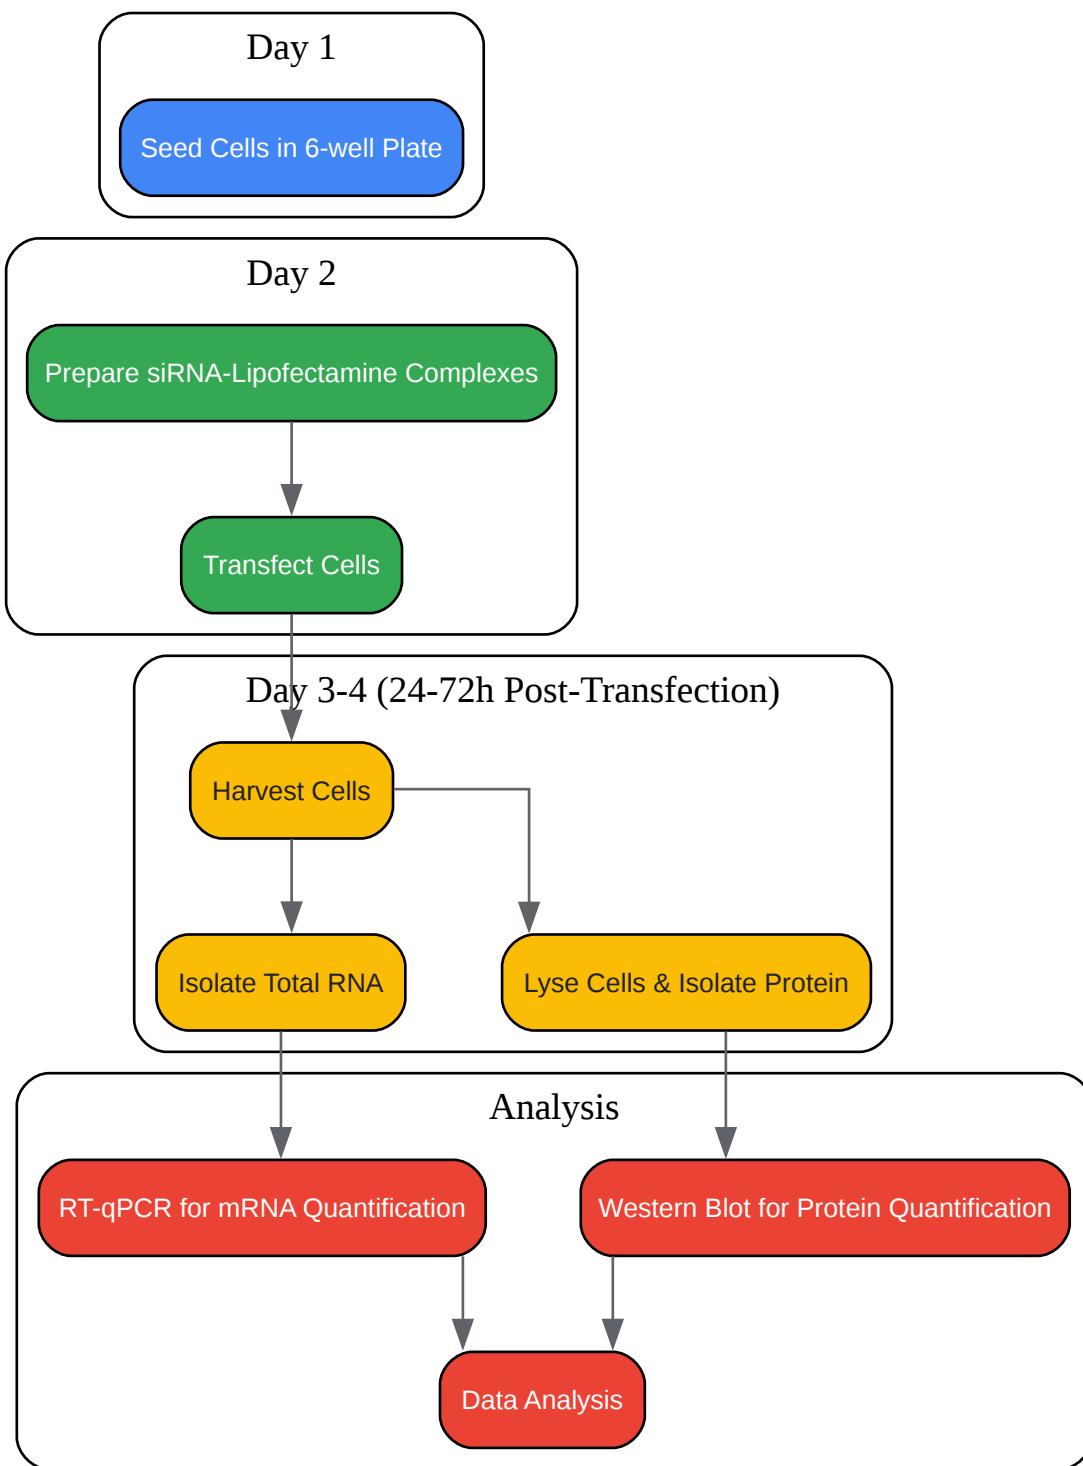 Day 1
Seed Cells in 6-well Plate
Day 2
Prepare siRNA-Lipofectamine Complexes
Transfect Cells
Day 3-4 (24-72h Post-Transfection)
Harvest Cells
Isolate Total RNA
Lyse Cells & Isolate Protein
Analysis
RT-qPCR for mRNA Quantification
Western Blot for Protein Quantification
Data Analysis